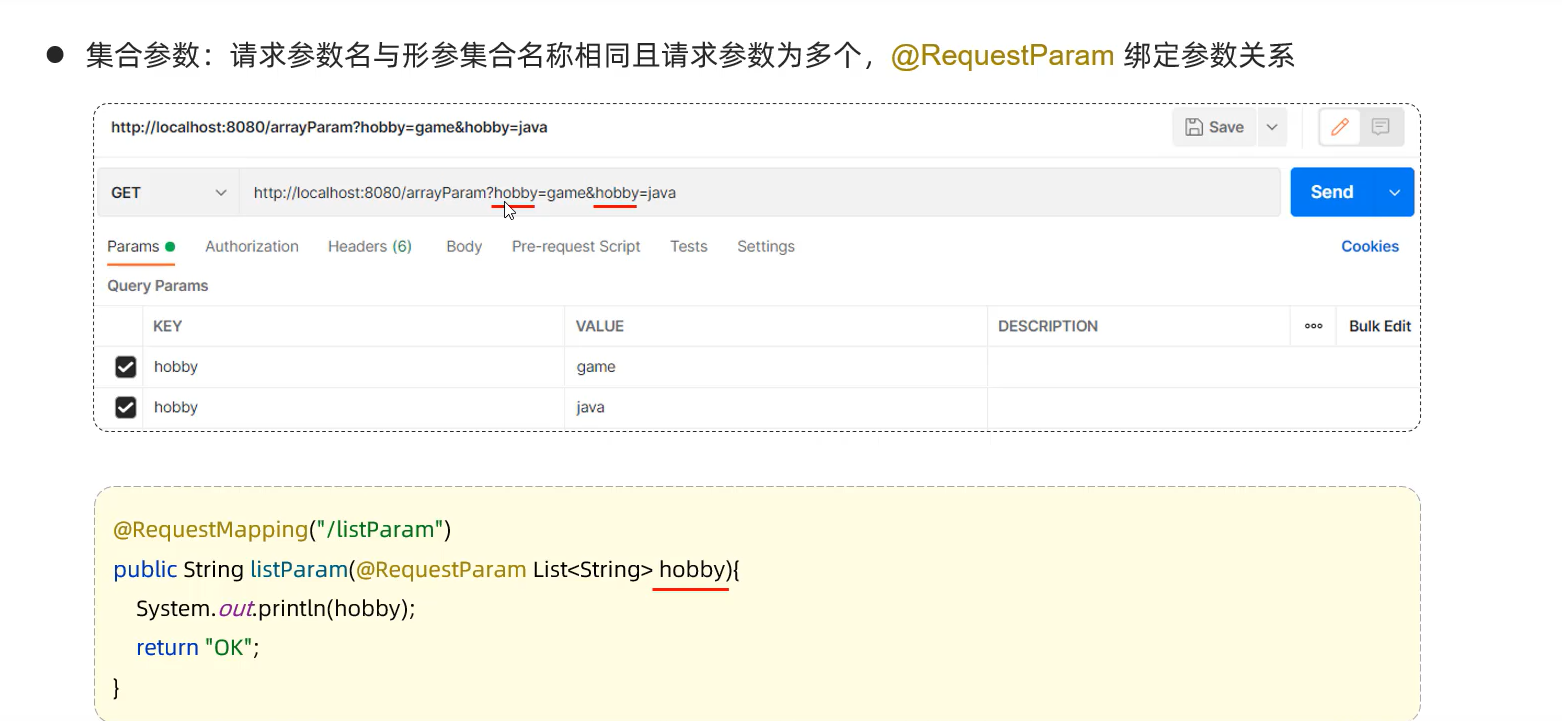 ● 集合参数：请求参数名与形参集合名称相同且请求参数为多个，@RequestParam 绑定参数关系
http://localhost:8080/arrayParam?hobby=game&hobby=java
Save
GET
http://localhost:8080/arrayParam?hobby=game&hobby=java
Send
Params Authorization Headers (6) Body Pre-request Script Tests Settings Cookies
Query Params
KEY VALUE DESCRIPTION ooo Bulk Edit
hobby game
hobby java
@RequestMapping("/listParam")
public String listParam(@RequestParam List<String> hobby){
System.out.println(hobby);
return "OK";
}